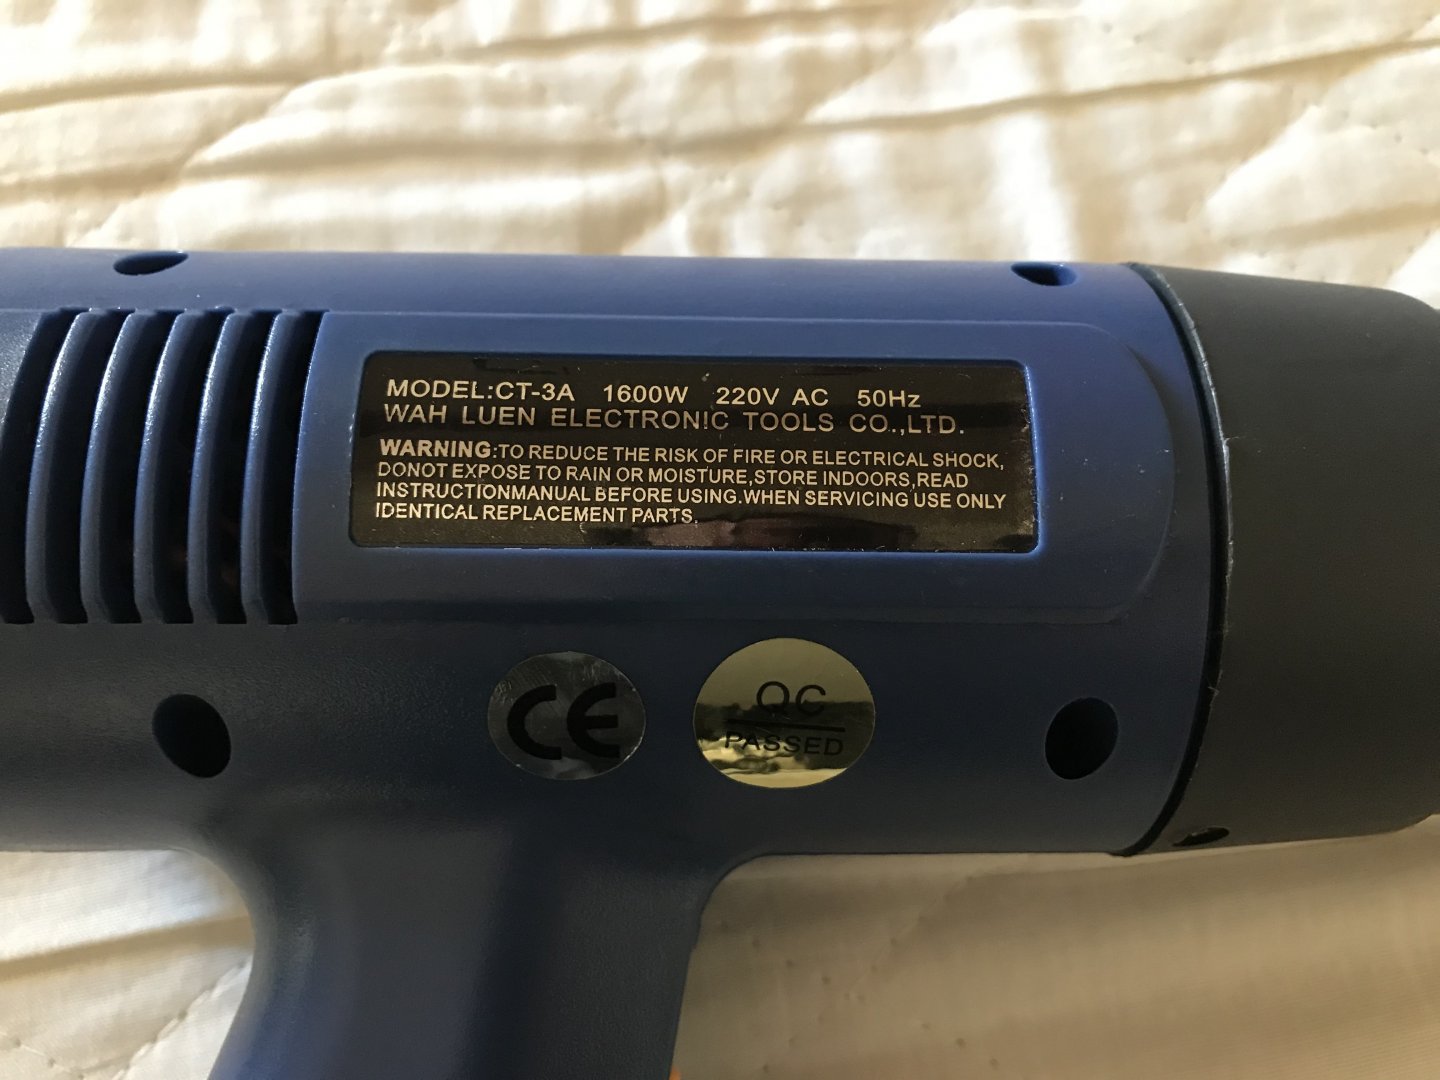 MODEL:CT-3A 1600W 220V AC 50Hz
WAH LUEN ELECTRONIC TOOLS CO.,LTD.
WARNING:TO REDUCE THE RISK OF FIRE OR ELECTRICAL SHOCK,
DONOT EXPOSE TO RAIN OR MOISTURE,STORE INDOORS,READ
INSTRUCTIONMANUAL BEFORE USING.WHEN SERVICING USE ONLY
IDENTICAL REPLACEMENT PARTS.
CE
QC
PASSED